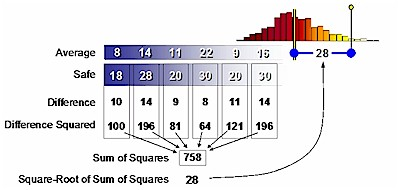 Average 8 14 11 22 9 16 28
Safe 18 28 20 30 20 30
Difference 10 14 9 8 11 14
Difference Squared 100 196 81 64 121 196
Sum of Squares 758
Square-Root of Sum of Squares 28